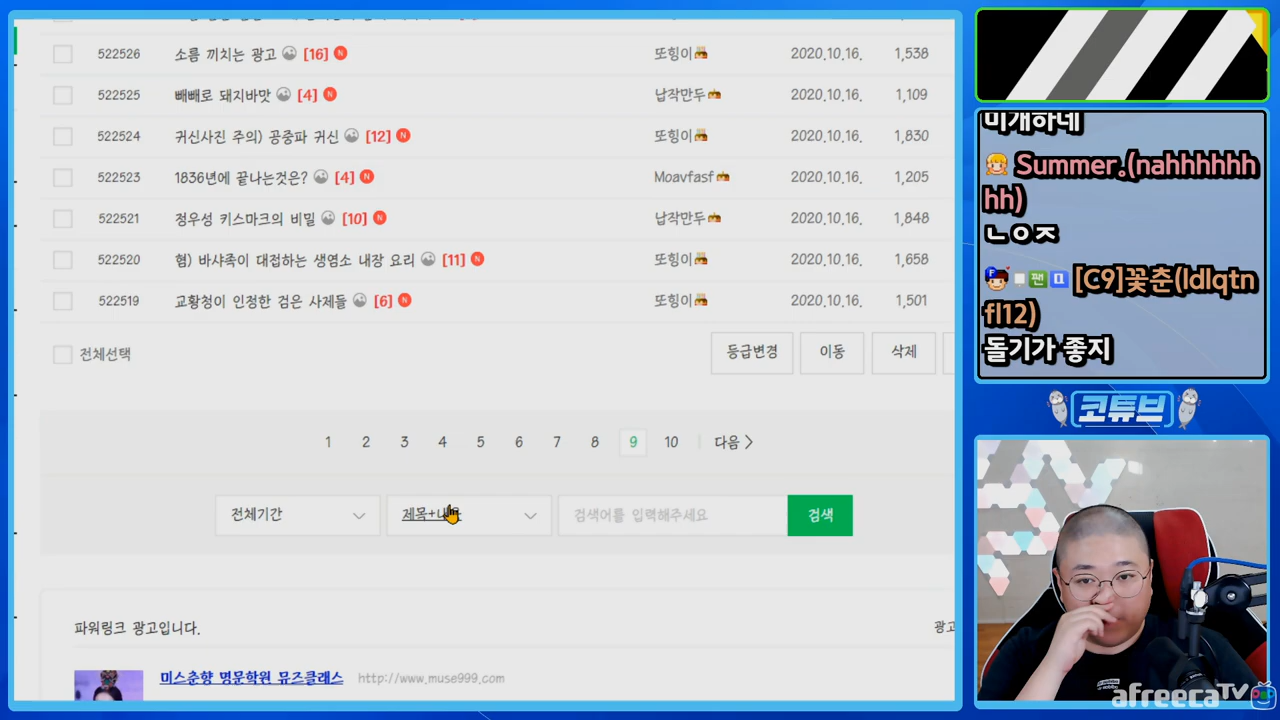 522526 소름 끼치는 광고 [16] N 또힝이 2020.10.16. 1,538
522525 빼빼로 돼지바맛 [4] N 납작만두 2020.10.16. 1,109
522524 귀신사진 주의) 공중파 귀신 [12] N 또힝이 2020.10.16. 1,830
522523 1836년에 끝나는것은? [4] N Moavfasf 2020.10.16. 1,205
522521 정우성 키스마크의 비밀 [10] N 납작만두 2020.10.16. 1,848
522520 혐) 바샤족이 대접하는 생염소 내장 요리 [11] N 또힝이 2020.10.16. 1,658
522519 교황청이 인정한 검은 사제들 [6] N 또힝이 2020.10.16. 1,501
전체선택 등급변경 이동 삭제
1 2 3 4 5 6 7 8 9 10 다음 >
전체기간 제목+내용 검색어를 입력해주세요 검색
파워링크 광고입니다. 광고
미스춘향 명문학원 뮤즈클래스 http://www.muse999.com
미개하네
Summer.(nahhhhhhh
hh)
ㄴㅇㅈ
F 팬 [C9]꽃춘(ldlqtn
fl12)
돌기가 좋지
코튜브
afreecaTV